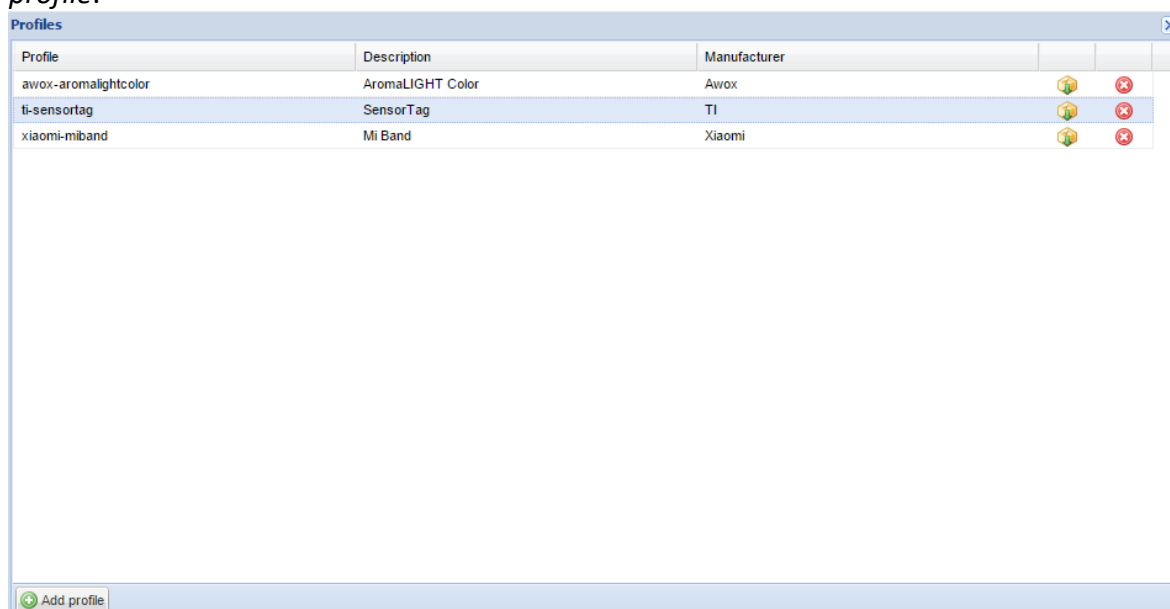 profile.
Profiles
Profile Description Manufacturer
awox-aromalightcolor AromaLIGHT Color Awox
ti-sensortag SensorTag TI
xiaomi-miband Mi Band Xiaomi
Add profile